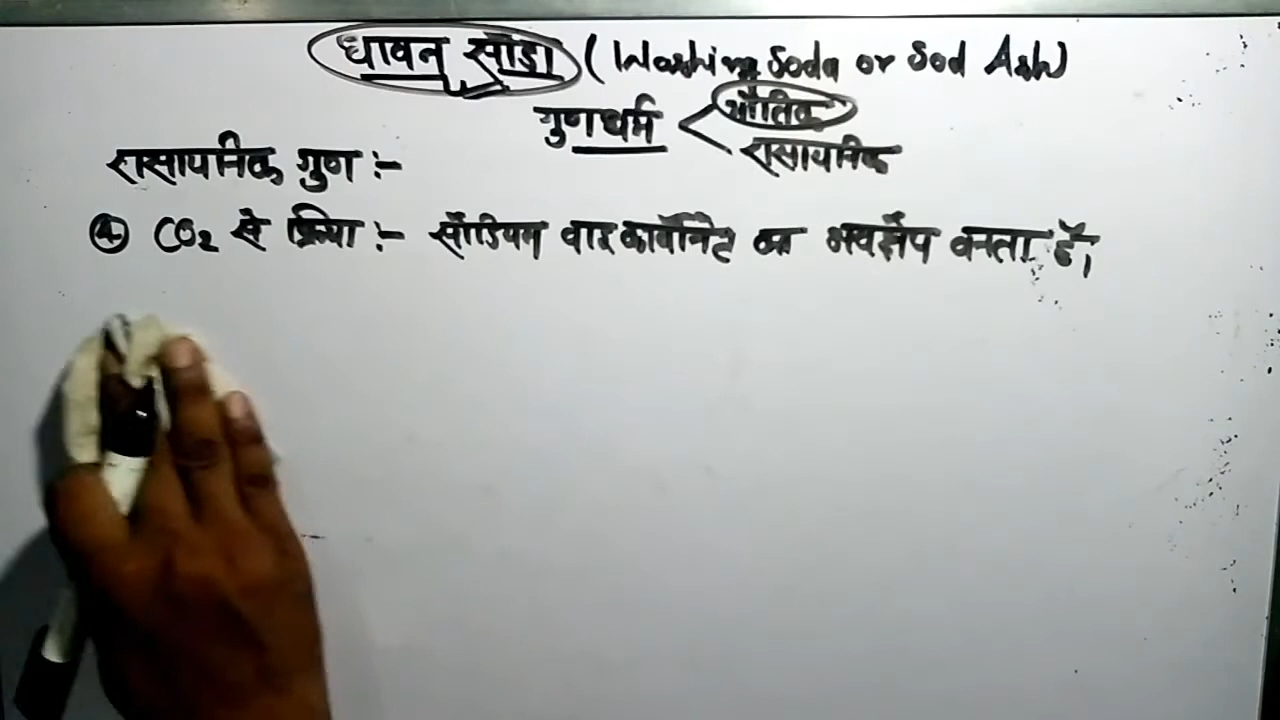 धावन सोडा (Washing Soda or Sod Ash)
गुणधर्म < भौतिक
रासायनिक
रासायनिक गुण :-
④ CO₂ से क्रिया :- सोडियम बाइकार्बोनेट का अवक्षेप बनता है।